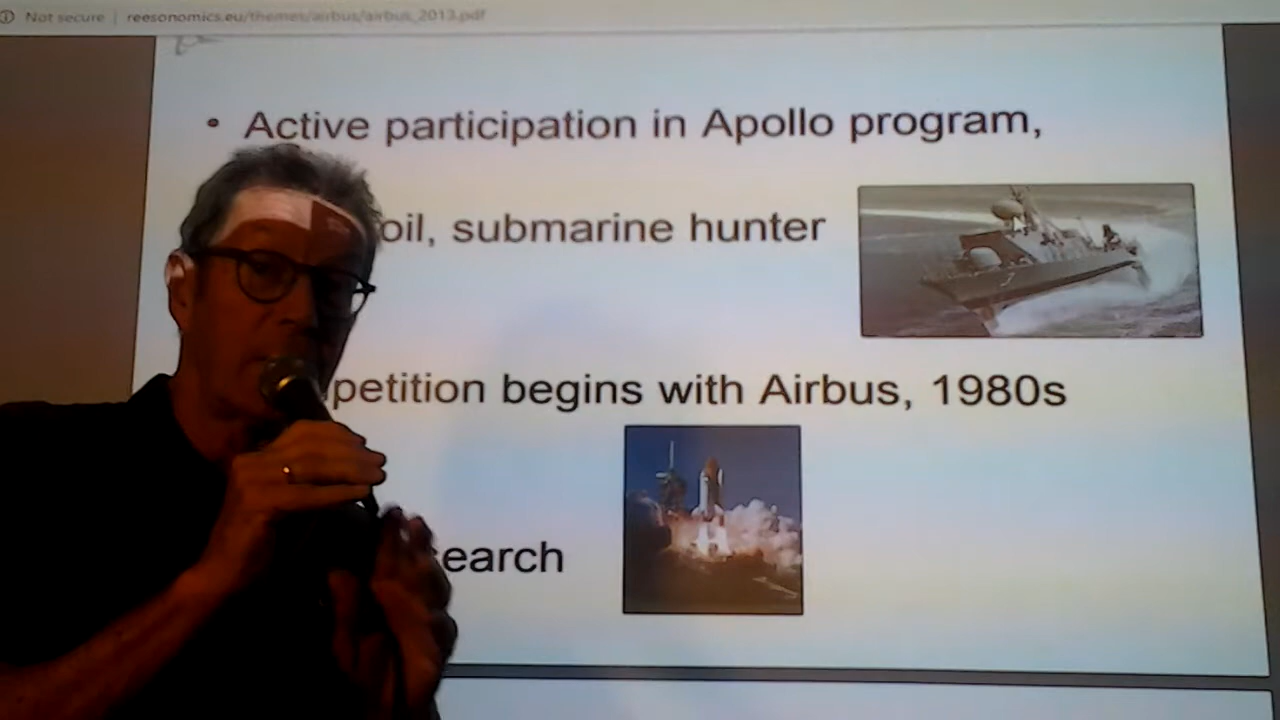 Not secure | reesonomics.eu/themes/airbus/airbus_2013.pdf
• Active participation in Apollo program,
oil, submarine hunter
petition begins with Airbus, 1980s
earch